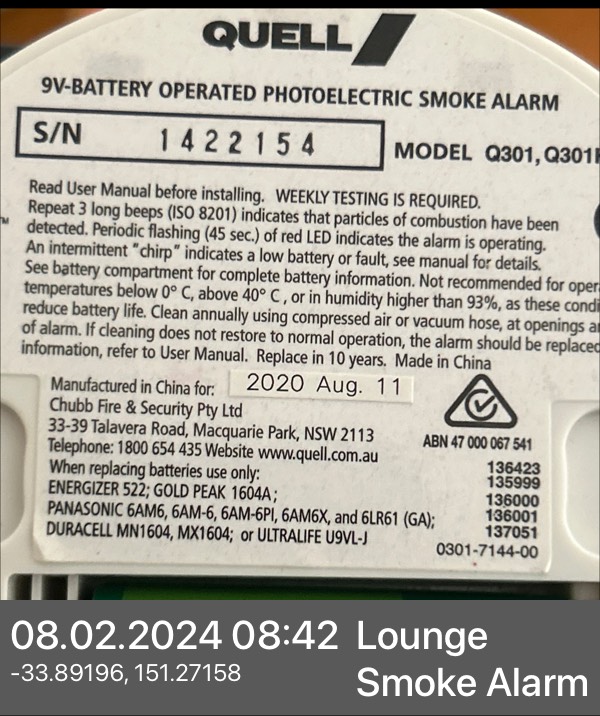 QUELL
9V-BATTERY OPERATED PHOTOELECTRIC SMOKE ALARM
S/N 1422154
MODEL Q301, Q301
Read User Manual before installing. WEEKLY TESTING IS REQUIRED.
Repeat 3 long beeps (ISO 8201) indicates that particles of combustion have been
detected. Periodic flashing (45 sec.) of red LED indicates the alarm is operating.
An intermittent "chirp" indicates a low battery or fault, see manual for details.
See battery compartment for complete battery information. Not recommended for
temperatures below 0° C, above 40° C, or in humidity higher than 93%, as these
reduce battery life. Clean annually using compressed air or vacuum hose, at openings
of alarm. If cleaning does not restore to normal operation, the alarm should be replaced
information, refer to User Manual. Replace in 10 years. Made in China
Manufactured in China for: 2020 Aug. 11
Chubb Fire & Security Pty Ltd
33-39 Talavera Road, Macquarie Park, NSW 2113
Telephone: 1800 654 435 Website www.quell.com.au
When replacing batteries use only:
ENERGIZER 522; GOLD PEAK 1604A;
PANASONIC 6AM6, 6AM-6, 6AM-6PI, 6AM6X, and 6LR61 (GA);
DURACELL MN1604, MX1604; or ULTRALIFE U9VL-J
ABN 47 000 067 541
136423
135999
136000
136001
137051
0301-7144-00
08.02.2024 08:42
-33.89196, 151.27158
Lounge
Smoke Alarm